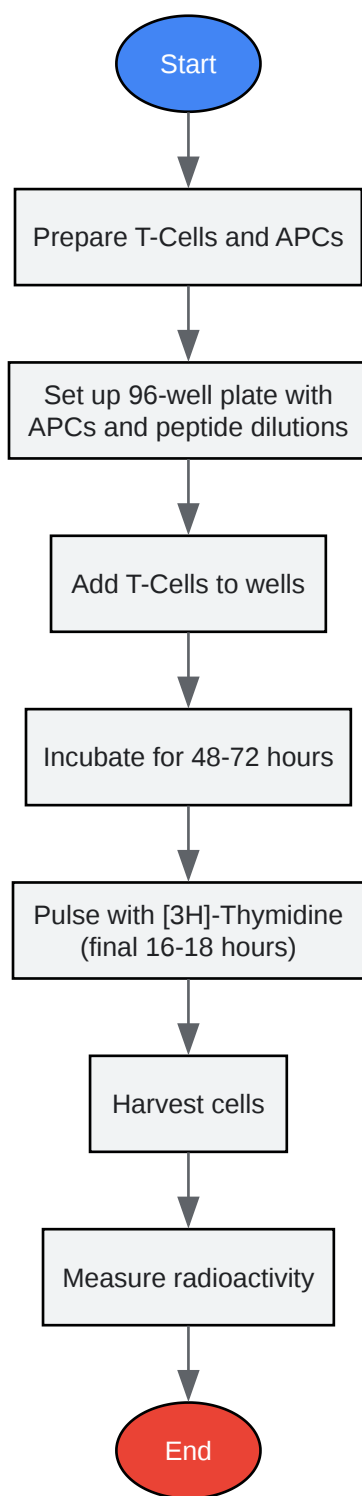 Start
Prepare T-Cells and APCs
Set up 96-well plate with
APCs and peptide dilutions
Add T-Cells to wells
Incubate for 48-72 hours
Pulse with [3H]-Thymidine
(final 16-18 hours)
Harvest cells
Measure radioactivity
End